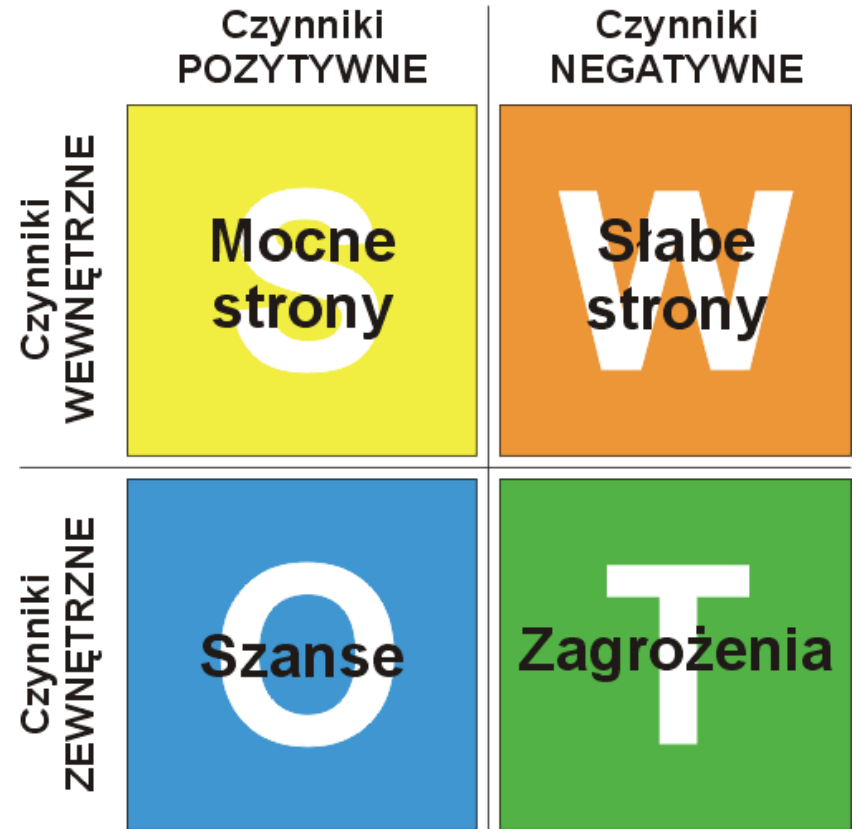 Czynniki
POZYTYWNE
Czynniki
NEGATYWNE
Czynniki
WEWNĘTRZNE
S
Mocne
strony
W
Słabe
strony
Czynniki
ZEWNĘTRZNE
O
Szanse
T
Zagrożenia